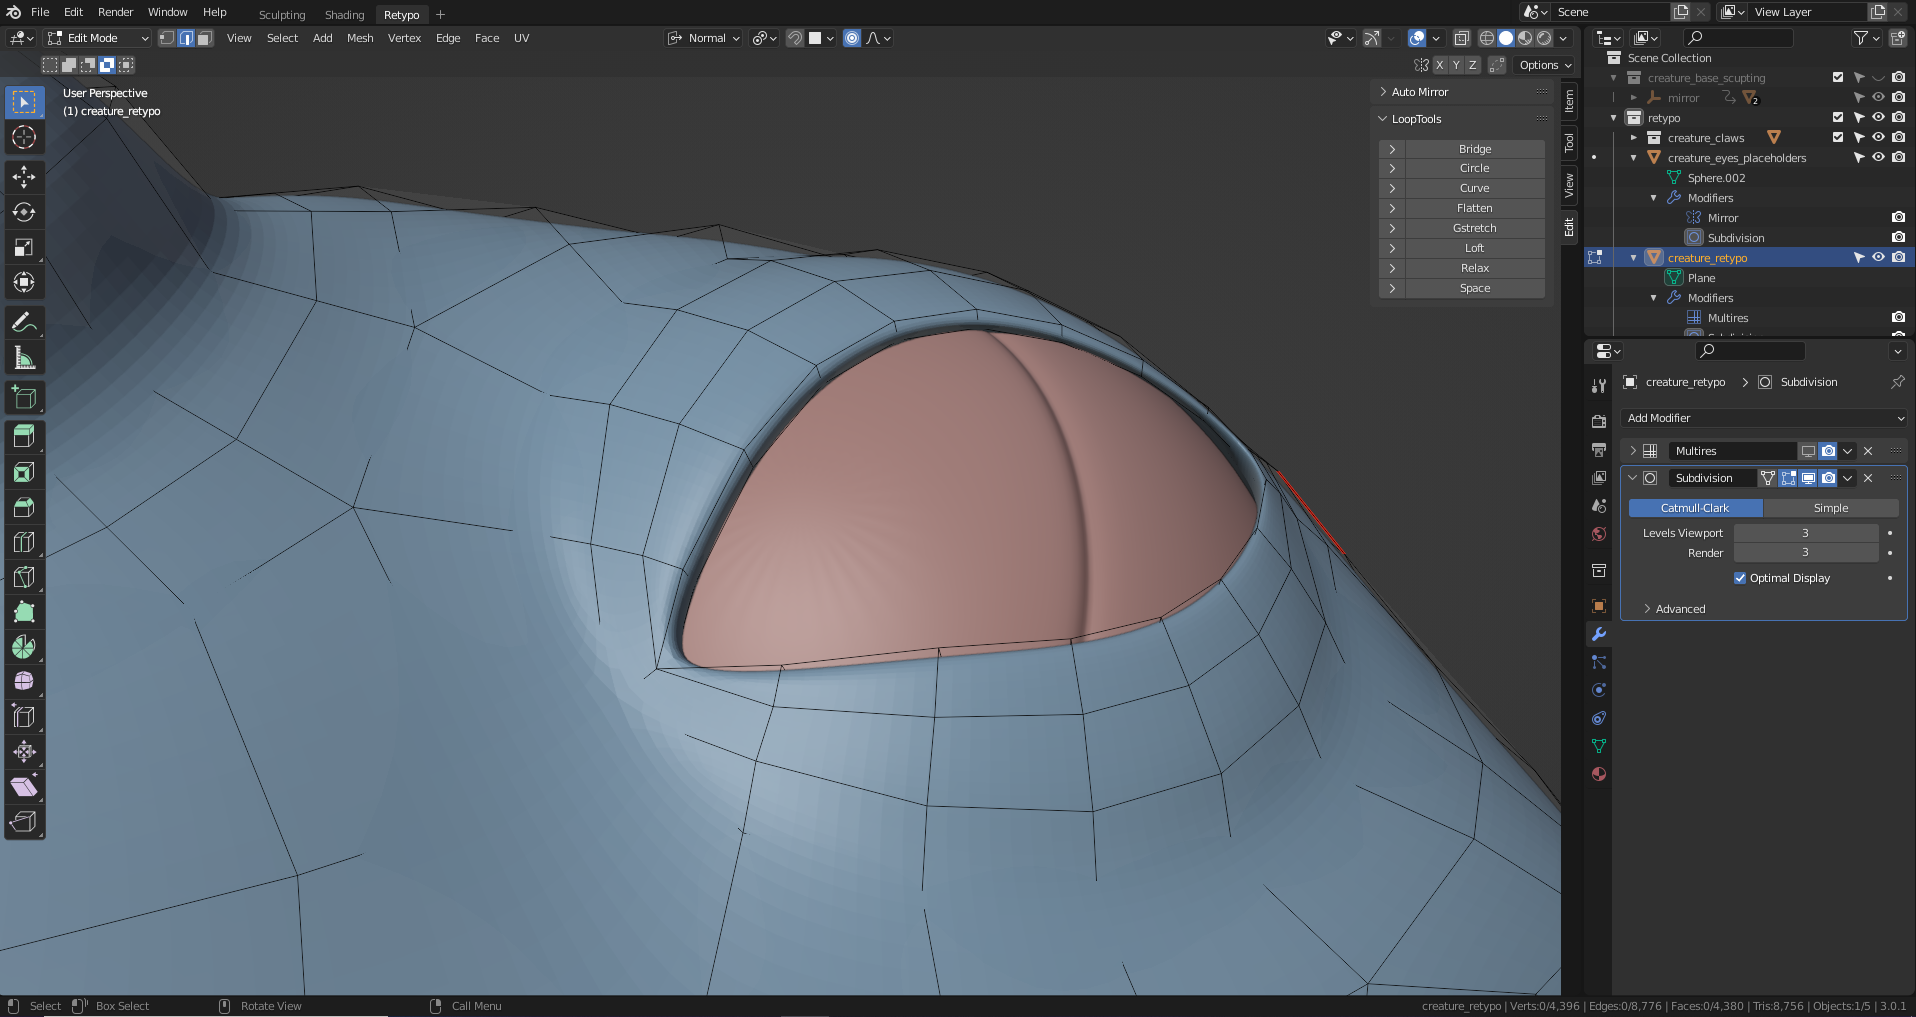 File Edit Render Window Help Sculpting Shading Retypo
Scene View Layer
Edit Mode View Select Add Mesh Vertex Edge Face UV Normal
X Y Z Options
User Perspective
(1) creature_retypo
Auto Mirror
LoopTools
Bridge
Circle
Curve
Flatten
Gstretch
Loft
Relax
Space
Item
Tool
View
Edit
Scene Collection
creature_base_scupting
mirror 2
retypo
creature_claws
creature_eyes_placeholders
Sphere.002
Modifiers
Mirror
Subdivision
creature_retypo
Plane
Modifiers
Multires
creature_retypo Subdivision
Add Modifier
Multires
Subdivision
Catmull-Clark Simple
Levels Viewport 3
Render 3
Optimal Display
Advanced
Select Box Select Rotate View Call Menu
creature_retypo | Verts:0/4,396 | Edges:0/8,776 | Faces:0/4,380 | Tris:8,756 | Objects:1/5 | 3.0.1